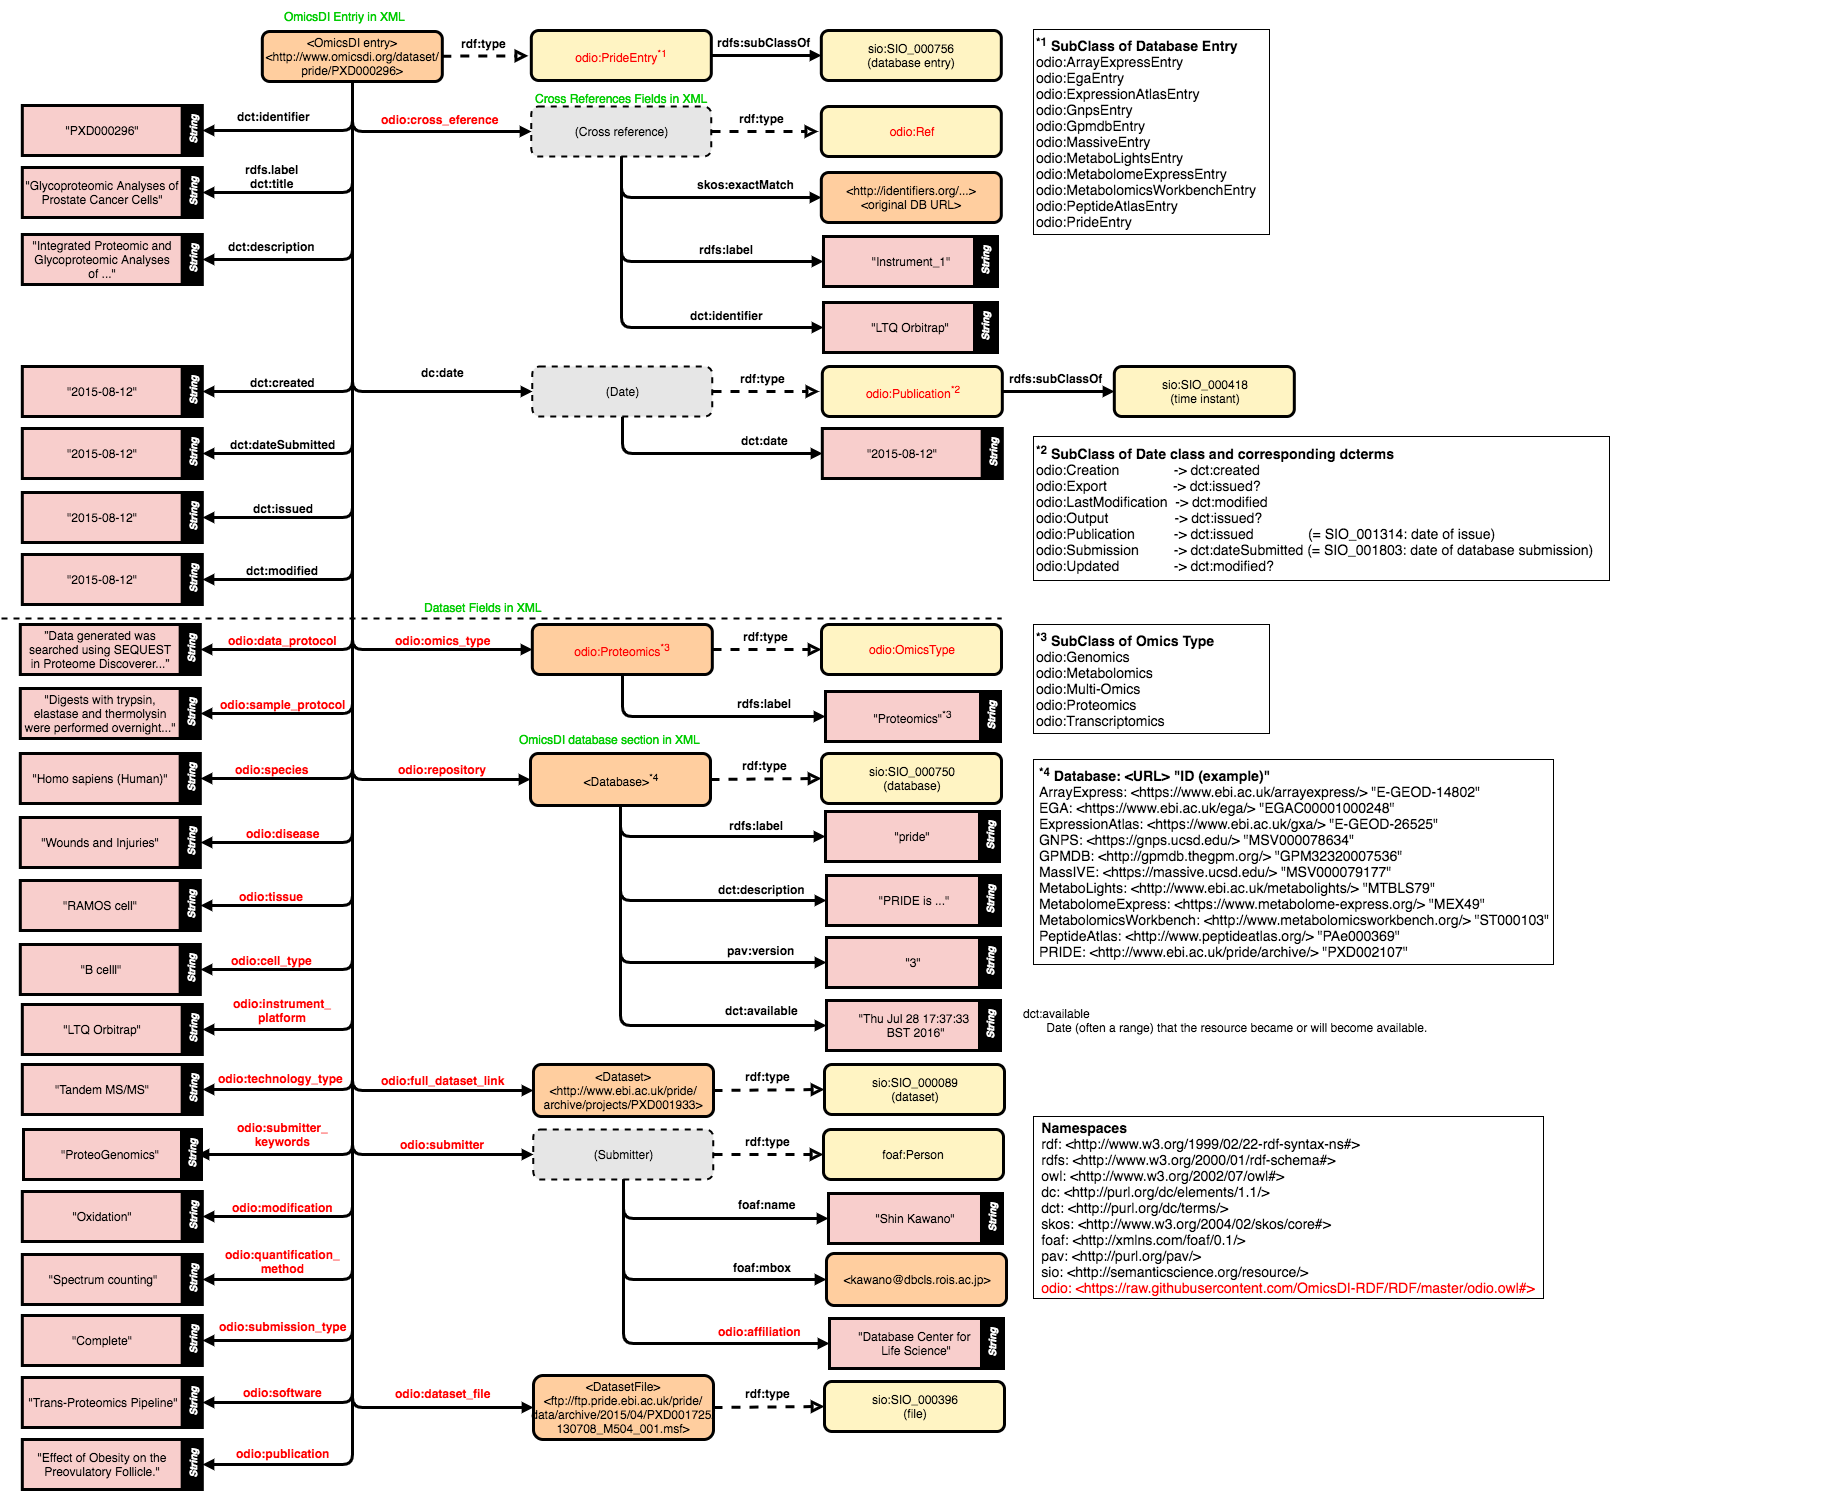 OmicsDI Entriy in XML
<OmicsDI entry>
<http://www.omicsdi.org/dataset/
pride/PXD000296>
rdf:type
odio:PrideEntry*1
rdfs:subClassOf
sio:SIO_000756
(database entry)
*1 SubClass of Database Entry
odio:ArrayExpressEntry
odio:EgaEntry
odio:ExpressionAtlasEntry
odio:GnpsEntry
odio:GpmdbEntry
odio:MassiveEntry
odio:MetaboLightsEntry
odio:MetabolomeExpressEntry
odio:MetabolomicsWorkbenchEntry
odio:PeptideAtlasEntry
odio:PrideEntry
"PXD000296"
String
dct:identifier
odio:cross_eference
Cross References Fields in XML
(Cross reference)
rdf:type
odio:Ref
"Glycoproteomic Analyses of
Prostate Cancer Cells"
String
rdfs.label
dct:title
skos:exactMatch
<http://identifiers.org/...>
<original DB URL>
"Integrated Proteomic and
Glycoproteomic Analyses
of ..."
String
dct:description
rdfs:label
"Instrument_1"
String
dct:identifier
"LTQ Orbitrap"
String
"2015-08-12"
String
dct:created
dc:date
(Date)
rdf:type
odio:Publication*2
rdfs:subClassOf
sio:SIO_000418
(time instant)
"2015-08-12"
String
dct:dateSubmitted
dct:date
"2015-08-12"
String
"2015-08-12"
String
dct:issued
"2015-08-12"
String
dct:modified
*2 SubClass of Date class and corresponding dcterms
odio:Creation -> dct:created
odio:Export -> dct:issued?
odio:LastModification -> dct:modified
odio:Output -> dct:issued?
odio:Publication -> dct:issued (= SIO_001314: date of issue)
odio:Submission -> dct:dateSubmitted (= SIO_001803: date of database submission)
odio:Updated -> dct:modified?
Dataset Fields in XML
"Data generated was
searched using SEQUEST
in Proteome Discoverer..."
String
odio:data_protocol
odio:omics_type
odio:Proteomics*3
rdf:type
odio:OmicsType
*3 SubClass of Omics Type
odio:Genomics
odio:Metabolomics
odio:Multi-Omics
odio:Proteomics
odio:Transcriptomics
"Digests with trypsin,
elastase and thermolysin
were performed overnight..."
String
odio:sample_protocol
rdfs:label
"Proteomics"*3
String
OmicsDI database section in XML
"Homo sapiens (Human)"
String
odio:species
odio:repository
<Database>*4
rdf:type
sio:SIO_000750
(database)
*4 Database: <URL> "ID (example)"
ArrayExpress: <https://www.ebi.ac.uk/arrayexpress/> "E-GEOD-14802"
EGA: <https://www.ebi.ac.uk/ega/> "EGAC00001000248"
ExpressionAtlas: <https://www.ebi.ac.uk/gxa/> "E-GEOD-26525"
GNPS: <https://gnps.ucsd.edu/> "MSV000078634"
GPMDB: <http://gpmdb.thegpm.org/> "GPM32320007536"
MassIVE: <https://massive.ucsd.edu/> "MSV000079177"
MetaboLights: <http://www.ebi.ac.uk/metabolights/> "MTBLS79"
MetabolomeExpress: <https://www.metabolome-express.org/> "MEX49"
MetabolomicsWorkbench: <http://www.metabolomicsworkbench.org/> "ST000103"
PeptideAtlas: <http://www.peptideatlas.org/> "PAe000369"
PRIDE: <http://www.ebi.ac.uk/pride/archive/> "PXD002107"
"Wounds and Injuries"
String
odio:disease
rdfs:label
"pride"
String
"RAMOS cell"
String
odio:tissue
dct:description
"PRIDE is ..."
String
"B celll"
String
odio:cell_type
pav:version
"3"
String
"LTQ Orbitrap"
String
odio:instrument_
platform
dct:available
"Thu Jul 28 17:37:33
BST 2016"
String
dct:available
Date (often a range) that the resource became or will become available.
"Tandem MS/MS"
String
odio:technology_type
odio:full_dataset_link
<Dataset>
<http://www.ebi.ac.uk/pride/
archive/projects/PXD001933>
rdf:type
sio:SIO_000089
(dataset)
"ProteoGenomics"
String
odio:submitter_
keywords
odio:submitter
(Submitter)
rdf:type
foaf:Person
Namespaces
rdf: <http://www.w3.org/1999/02/22-rdf-syntax-ns#>
rdfs: <http://www.w3.org/2000/01/rdf-schema#>
owl: <http://www.w3.org/2002/07/owl#>
dc: <http://purl.org/dc/elements/1.1/>
dct: <http://purl.org/dc/terms/>
skos: <http://www.w3.org/2004/02/skos/core#>
foaf: <http://xmlns.com/foaf/0.1/>
pav: <http://purl.org/pav/>
sio: <http://semanticscience.org/resource/>
odio: <https://raw.githubusercontent.com/OmicsDI-RDF/RDF/master/odio.owl#>
"Oxidation"
String
odio:modification
foaf:name
"Shin Kawano"
String
"Spectrum counting"
String
odio:quantification_
method
foaf:mbox
<kawano@dbcls.rois.ac.jp>
"Complete"
String
odio:submission_type
odio:affiliation
"Database Center for
Life Science"
String
"Trans-Proteomics Pipeline"
String
odio:software
odio:dataset_file
<DatasetFile>
<ftp://ftp.pride.ebi.ac.uk/pride/
data/archive/2015/04/PXD001725/
130708_M504_001.msf>
rdf:type
sio:SIO_000396
(file)
"Effect of Obesity on the
Preovulatory Follicle."
String
odio:publication